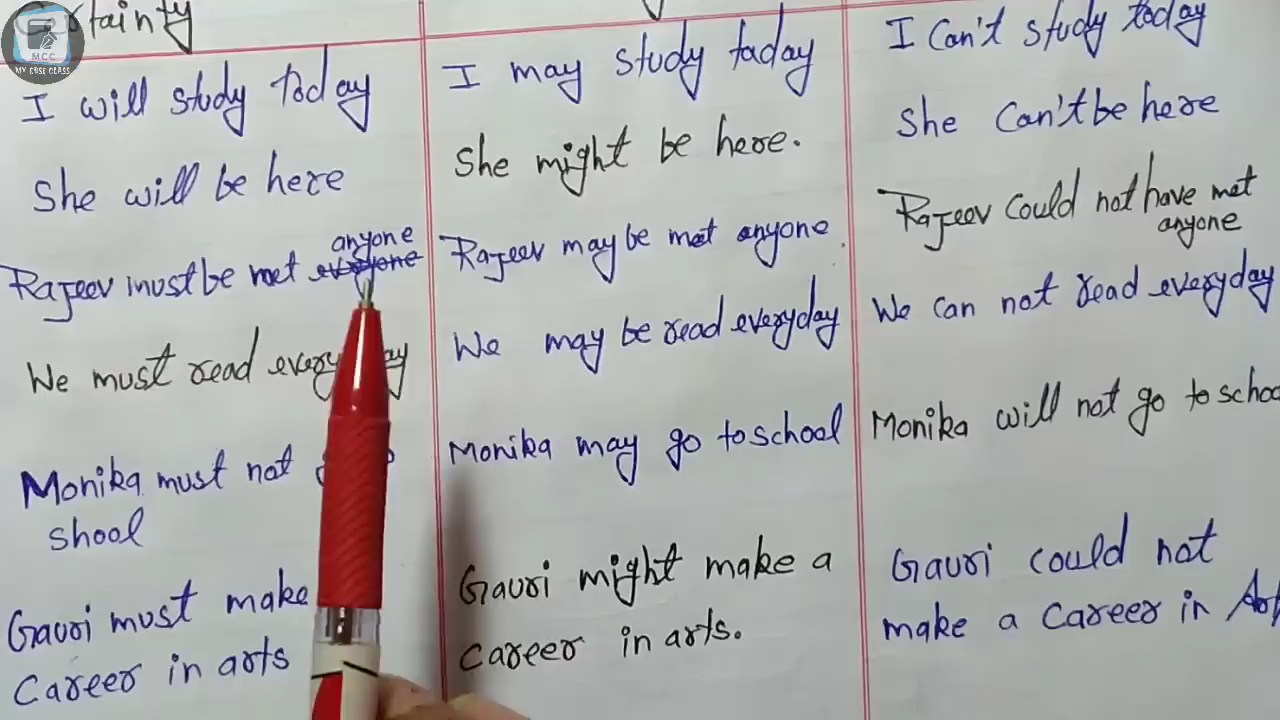 MCC
MY CBSE CLASS
I will study Today
She will be here
anyone
Rajeev must be met everyone
We must read
Monika must not
shool
Gauri must make
Career in arts
I may study taday
She might be here.
Rajeev may be met anyone.
We may be read everyday
Monika may go to school
Gauri might make a
career in arts.
I Can't study today
She Can't be here
Rajeev Could not have met
anyone
We can not read everyday
Monika will not go to
Gauri could not
make a Career in